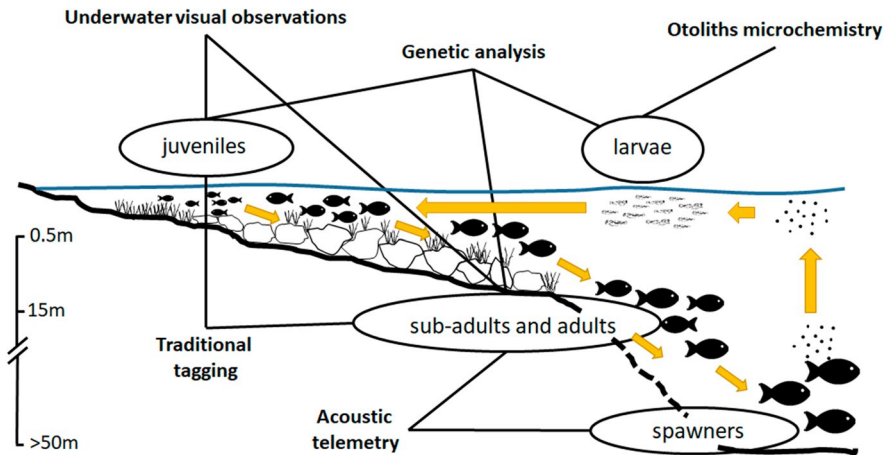 Underwater visual observations
Genetic analysis
Otoliths microchemistry
juveniles
larvae
0.5m
15m
sub-adults and adults
Traditional
tagging
Acoustic
telemetry
spawners
>50m